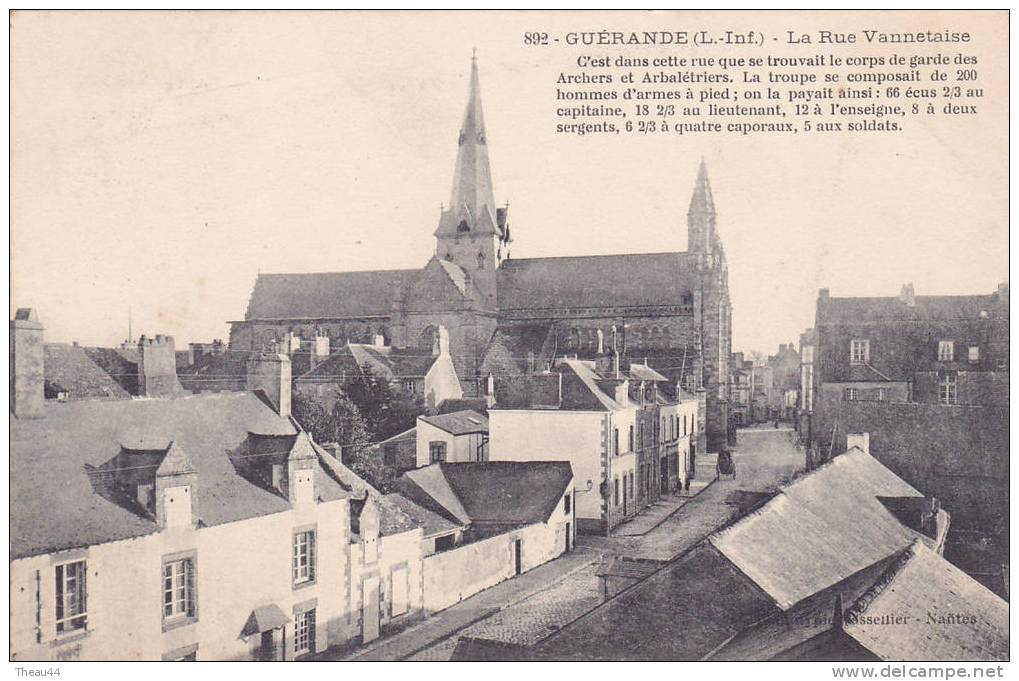 892 - GUÉRANDE (L.-Inf.) - La Rue Vannetaise
C'est dans cette rue que se trouvait le corps de garde des
Archers et Arbalétriers. La troupe se composait de 200
hommes d'armes à pied ; on la payait ainsi : 66 écus 2/3 au
capitaine, 18 2/3 au lieutenant, 12 à l'enseigne, 8 à deux
sergents, 6 2/3 à quatre caporaux, 5 aux soldats.
- Nantes
Theau44
www.delcampe.net